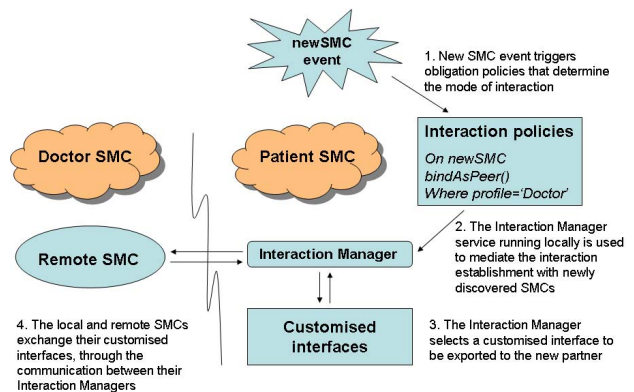 newSMC
event
1. New SMC event triggers
obligation policies that determine
the mode of interaction
Doctor SMC
Patient SMC
Interaction policies
On newSMC
bindAsPeer()
Where profile='Doctor'
2. The Interaction Manager
service running locally is used
to mediate the interaction
establishment with newly
discovered SMCs
Remote SMC
Interaction Manager
Customised
interfaces
3. The Interaction Manager
selects a customised interface to
be exported to the new partner
4. The local and remote SMCs
exchange their customised
interfaces, through the
communication between their
Interaction Managers